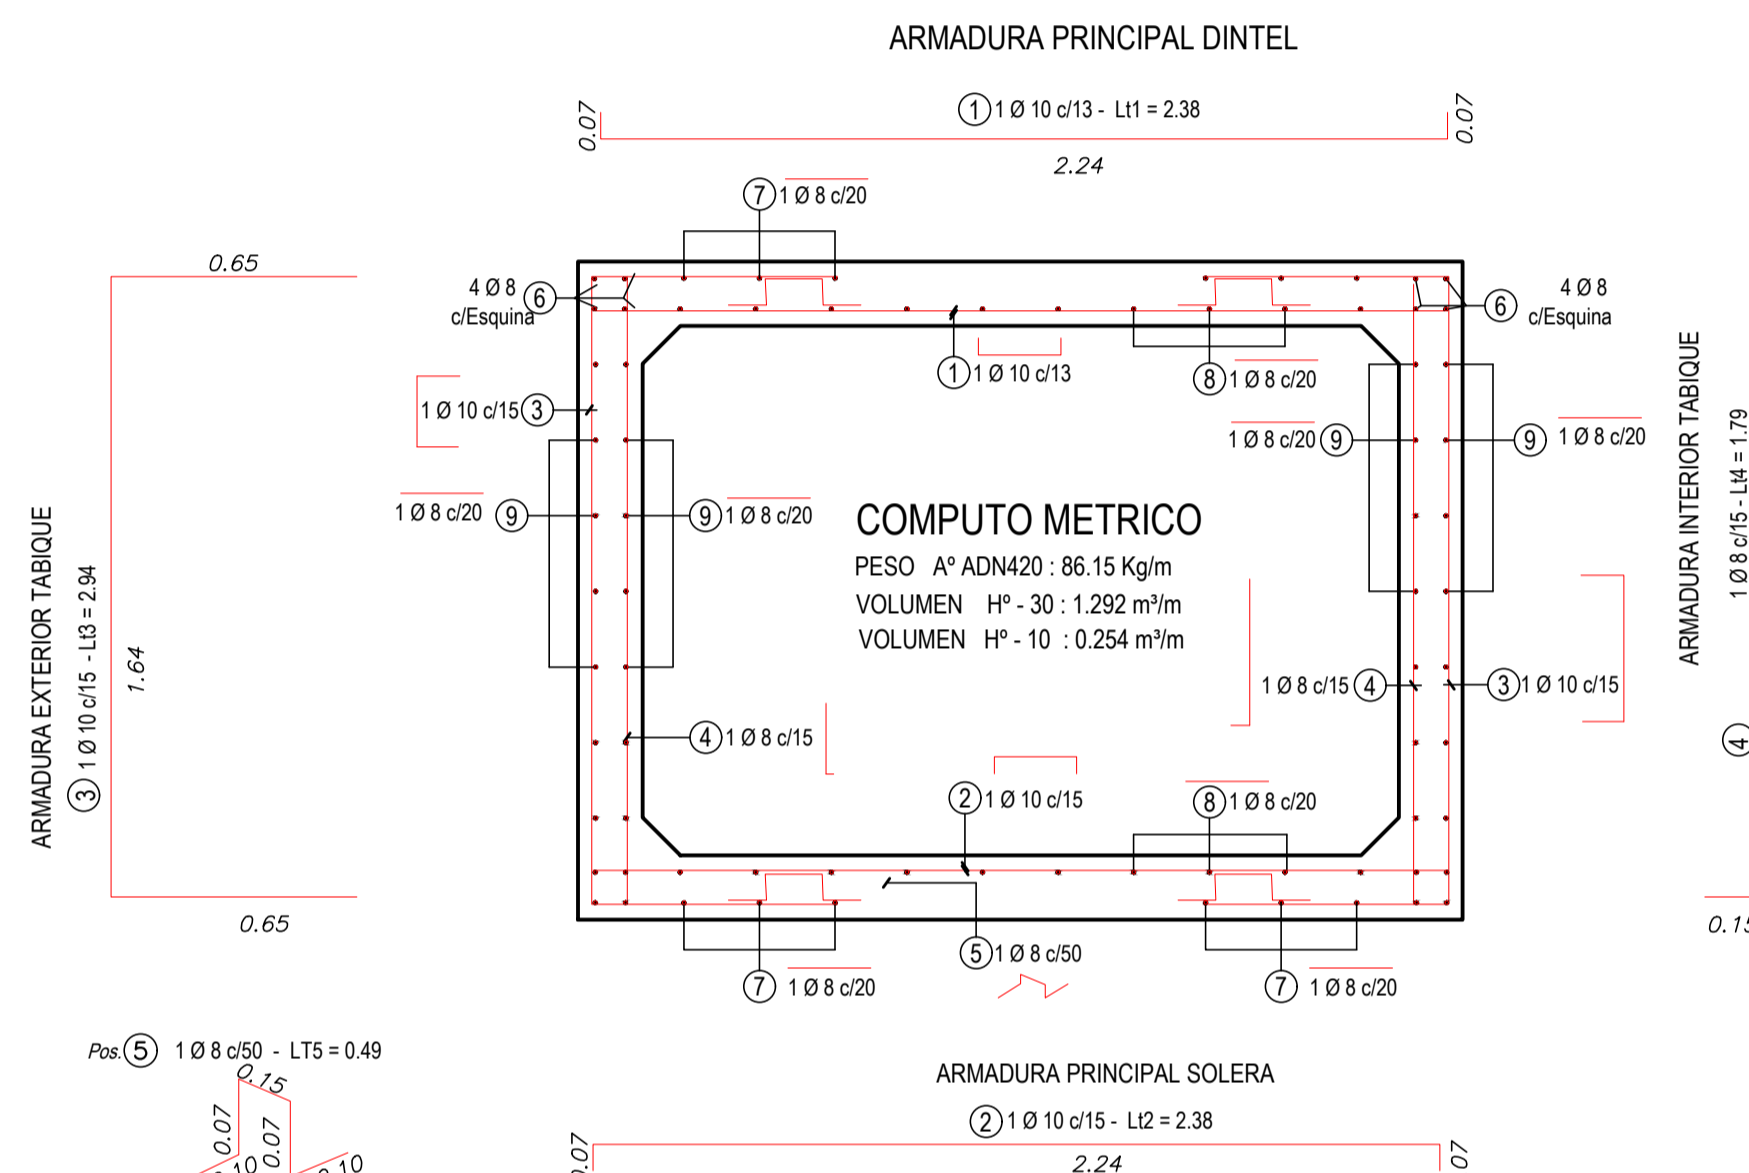 ARMADURA PRINCIPAL DINTEL
0.07
① 1 Ø 10 c/13 - Lt1 = 2.38
0.07
2.24
⑦ 1 Ø 8 c/20
0.65
4 Ø 8
c/Esquina
⑥
⑥
4 Ø 8
c/Esquina
① 1 Ø 10 c/13
⑧ 1 Ø 8 c/20
1 Ø 10 c/15 ③
1 Ø 8 c/20 ⑨
⑨ 1 Ø 8 c/20
1 Ø 8 c/20 ⑨
⑨ 1 Ø 8 c/20
COMPUTO METRICO
PESO Aº ADN420 : 86.15 Kg/m
VOLUMEN Hº - 30 : 1.292 m³/m
VOLUMEN Hº - 10 : 0.254 m³/m
ARMADURA EXTERIOR TABIQUE
③ 1 Ø 10 c/15 -Lt3 = 2.94
1.64
ARMADURA INTERIOR TABIQUE
④ 1 Ø 8 c/15 - Lt4 = 1.79
1 Ø 8 c/15 ④
③ 1 Ø 10 c/15
④ 1 Ø 8 c/15
② 1 Ø 10 c/15
⑧ 1 Ø 8 c/20
0.65
0.15
⑤ 1 Ø 8 c/50
⑦ 1 Ø 8 c/20
⑦ 1 Ø 8 c/20
Pos. ⑤ 1 Ø 8 c/50 - LT5 = 0.49
0.15
0.07
0.07
0.10
ARMADURA PRINCIPAL SOLERA
② 1 Ø 10 c/15 - Lt2 = 2.38
2.24